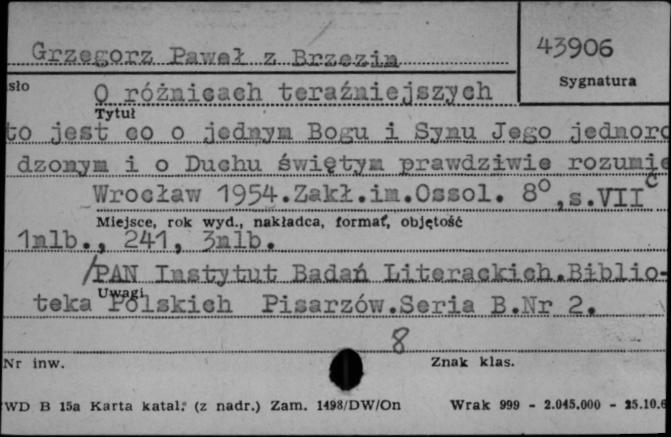 Grzegorz Paweł z Brzezin
43906
Sygnatura
sło
O różnicach teraźniejszych
Tytuł
to jest co o jednym Bogu i Synu Jego jednoro
dzonym i o Duchu świętym prawdziwie rozumie
ć
Wrocław 1954.Zakł.im.Ossol. 8°,s.VII
Miejsce, rok wyd., nakładca, format, objętość
1nlb., 241, 3nlb.
/PAN Instytut Badań Literackich.Biblio-
Uwagi
teka Polskich Pisarzów.Seria B.Nr 2.
8
Nr inw.
Znak klas.
WD B 15a Karta katal. (z nadr.) Zam. 1498/DW/On Wrak 999 - 2.045.000 - 25.10.6